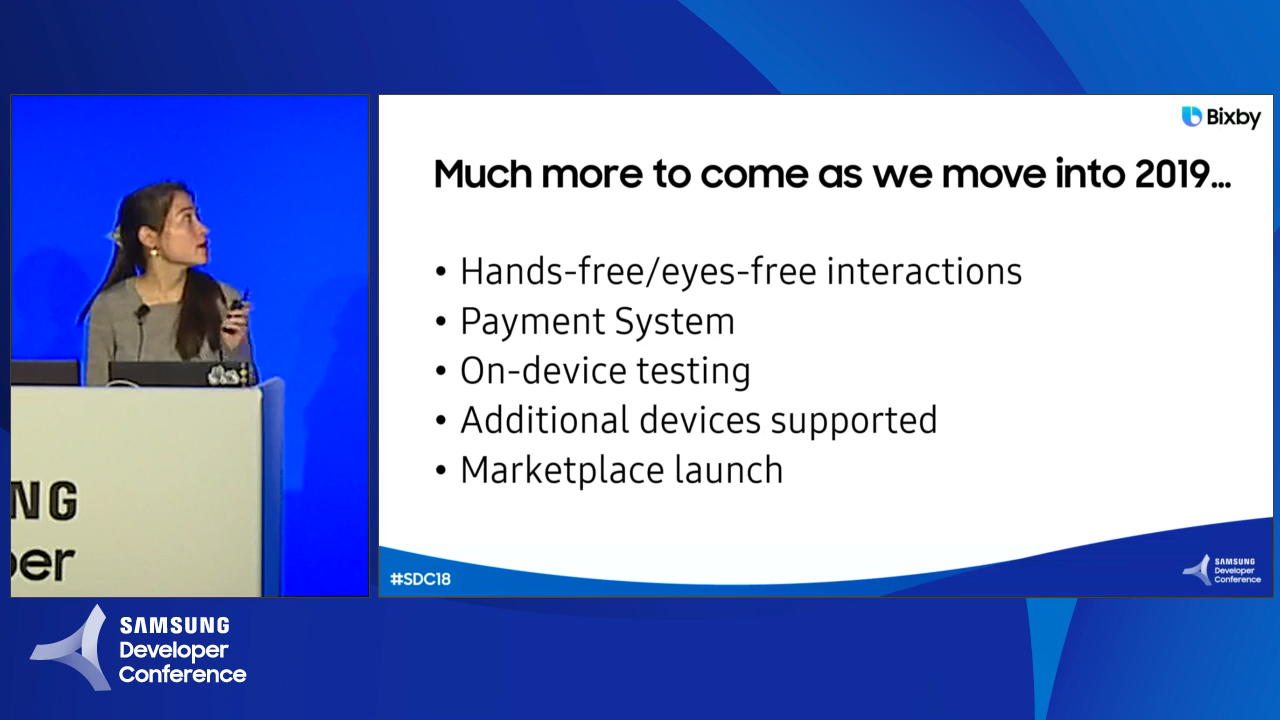 Bixby
Much more to come as we move into 2019...
• Hands-free/eyes-free interactions
• Payment System
• On-device testing
• Additional devices supported
• Marketplace launch
#SDC18
SAMSUNG
Developer
Conference
NG
per
SAMSUNG
Developer
Conference